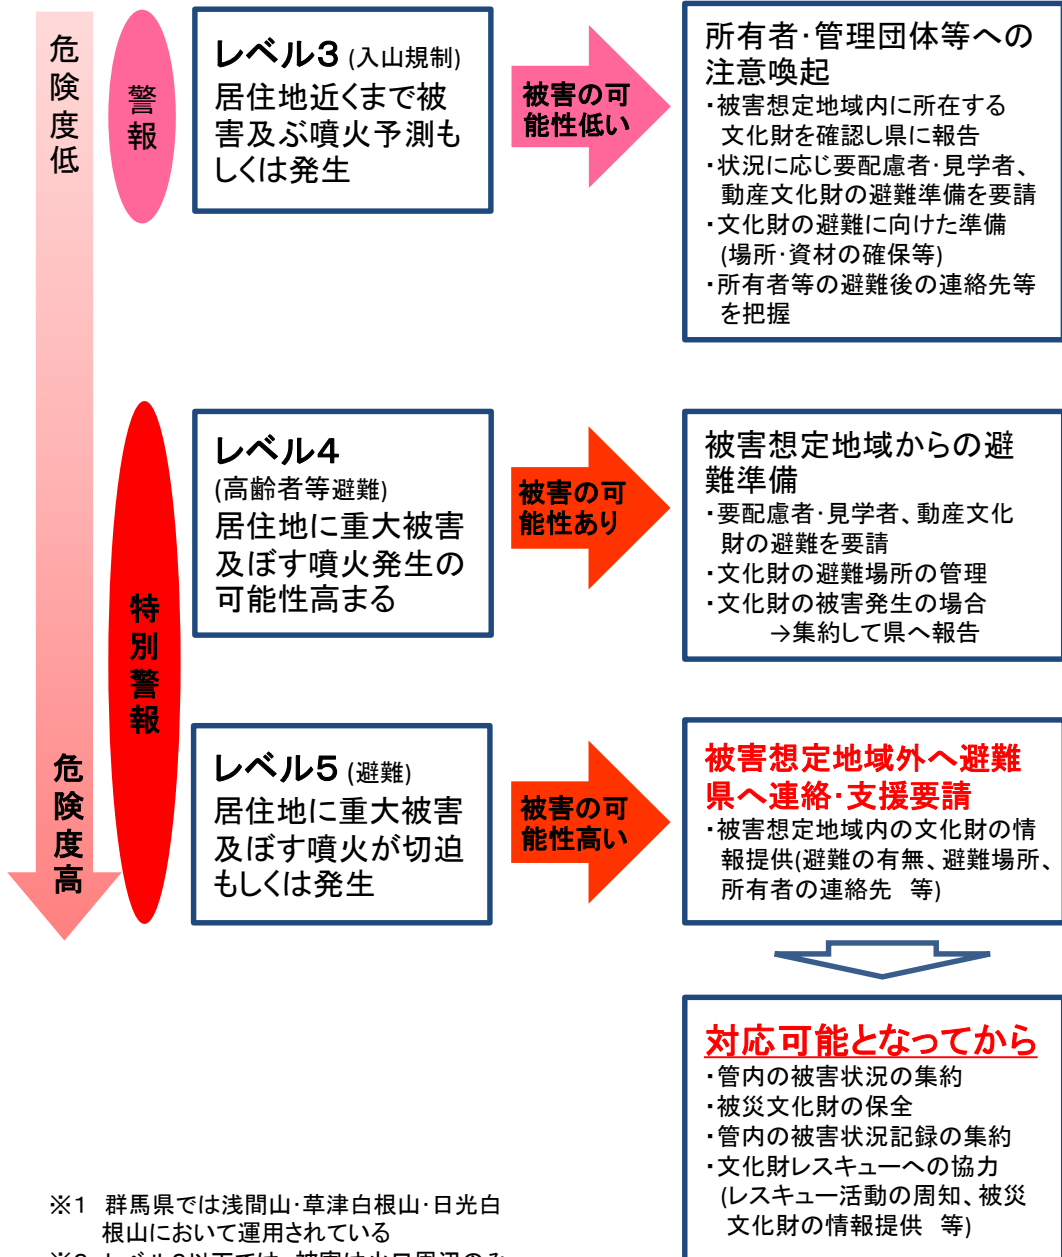 危険度低
警報
レベル3 (入山規制)
居住地近くまで被
害及ぶ噴火予測も
しくは発生
被害の可
能性低い
所有者・管理団体等への
注意喚起
・被害想定地域内に所在する
文化財を確認し県に報告
・状況に応じ要配慮者・見学者、
動産文化財の避難準備を要請
・文化財の避難に向けた準備
(場所・資材の確保等)
・所有者等の避難後の連絡先等
を把握
特別警報
レベル4
(高齢者等避難)
居住地に重大被害
及ぼす噴火発生の
可能性高まる
被害の可
能性あり
被害想定地域からの避
難準備
・要配慮者・見学者、動産文化
財の避難を要請
・文化財の避難場所の管理
・文化財の被害発生の場合
→集約して県へ報告
危険度高
レベル5 (避難)
居住地に重大被害
及ぼす噴火が切迫
もしくは発生
被害の可
能性高い
被害想定地域外へ避難
県へ連絡・支援要請
・被害想定地域内の文化財の情
報提供(避難の有無、避難場所、
所有者の連絡先 等)
対応可能となってから
・管内の被害状況の集約
・被災文化財の保全
・管内の被害状況記録の集約
・文化財レスキューへの協力
(レスキュー活動の周知、被災
文化財の情報提供 等)
※1 群馬県では浅間山・草津白根山・日光白
根山において運用されている